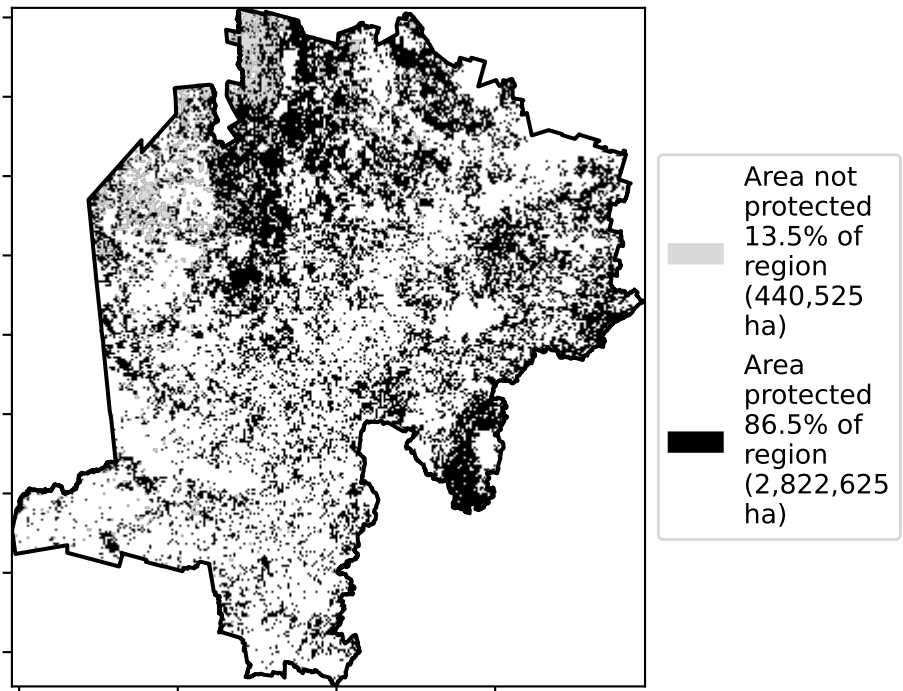 Area not
protected
13.5% of
region
(440,525
ha)
Area
protected
86.5% of
region
(2,822,625
ha)